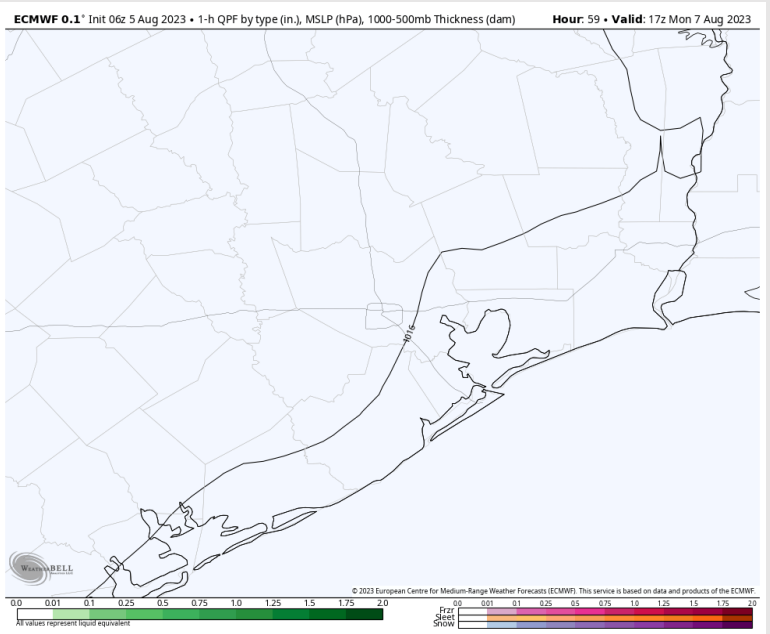 ECMWF 0.1° Init 06z 5 Aug 2023 • 1-h QPF by type (in.), MSLP (hPa), 1000-500mb Thickness (dam) Hour: 59 • Valid: 17z Mon 7 Aug 2023
1016
WEATHERBELL
© 2023 European Centre for Medium-Range Weather Forecasts (ECMWF). This service is based on data and products of the ECMWF.
0.0 0.01 0.1 0.25 0.5 0.75 1.0 1.25 1.5 1.75 2.0
All values represent liquid equivalent
0.0 0.01 0.1 0.25 0.5 0.75 1.0 1.25 1.5 1.75 2.0
Frzr
Sleet
Snow